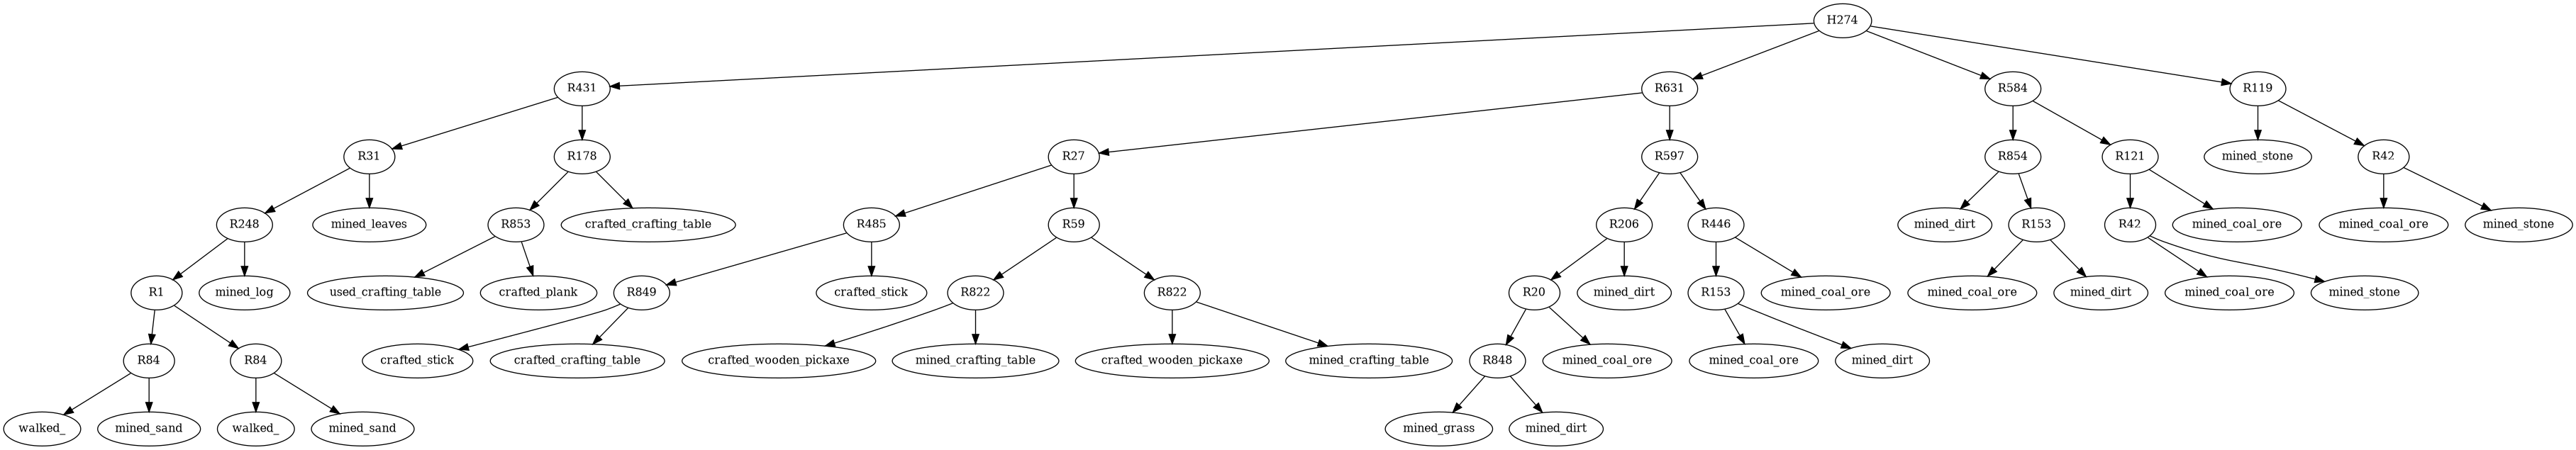 H274
R431
R631
R584
R119
R31
R178
R27
R597
R854
R121
mined_stone
R42
R248
mined_leaves
R853
crafted_crafting_table
R485
R59
R206
R446
mined_dirt
R153
R42
mined_coal_ore
mined_coal_ore
mined_stone
R1
mined_log
used_crafting_table
crafted_plank
R849
crafted_stick
R822
R822
R20
mined_dirt
R153
mined_coal_ore
mined_coal_ore
mined_dirt
mined_coal_ore
mined_stone
R84
R84
crafted_stick
crafted_crafting_table
crafted_wooden_pickaxe
mined_crafting_table
crafted_wooden_pickaxe
mined_crafting_table
R848
mined_coal_ore
mined_coal_ore
mined_dirt
walked_
mined_sand
walked_
mined_sand
mined_grass
mined_dirt